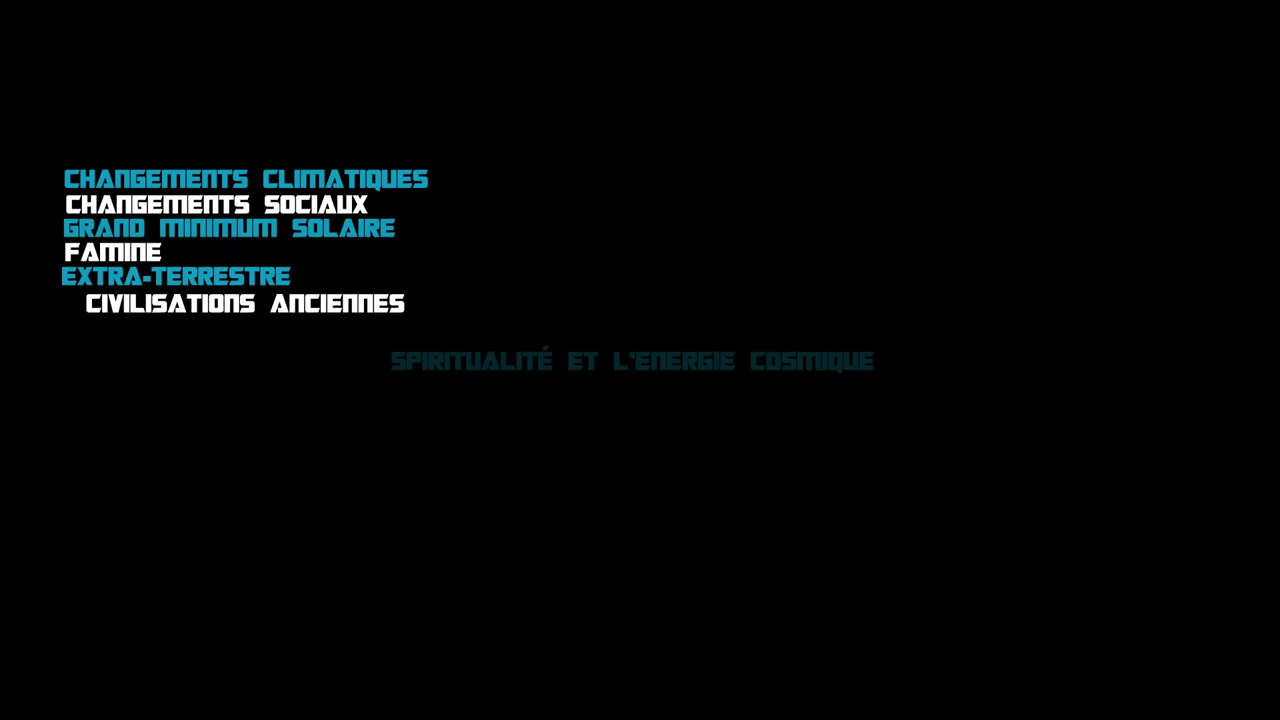 CHANGEMENTS CLIMATIQUES
CHANGEMENTS SOCIAUX
GRAND MINIMUM SOLAIRE
FAMINE
EXTRA-TERRESTRE
CIVILISATIONS ANCIENNES
SPIRITUALITÉ ET L'ENERGIE COSMIQUE